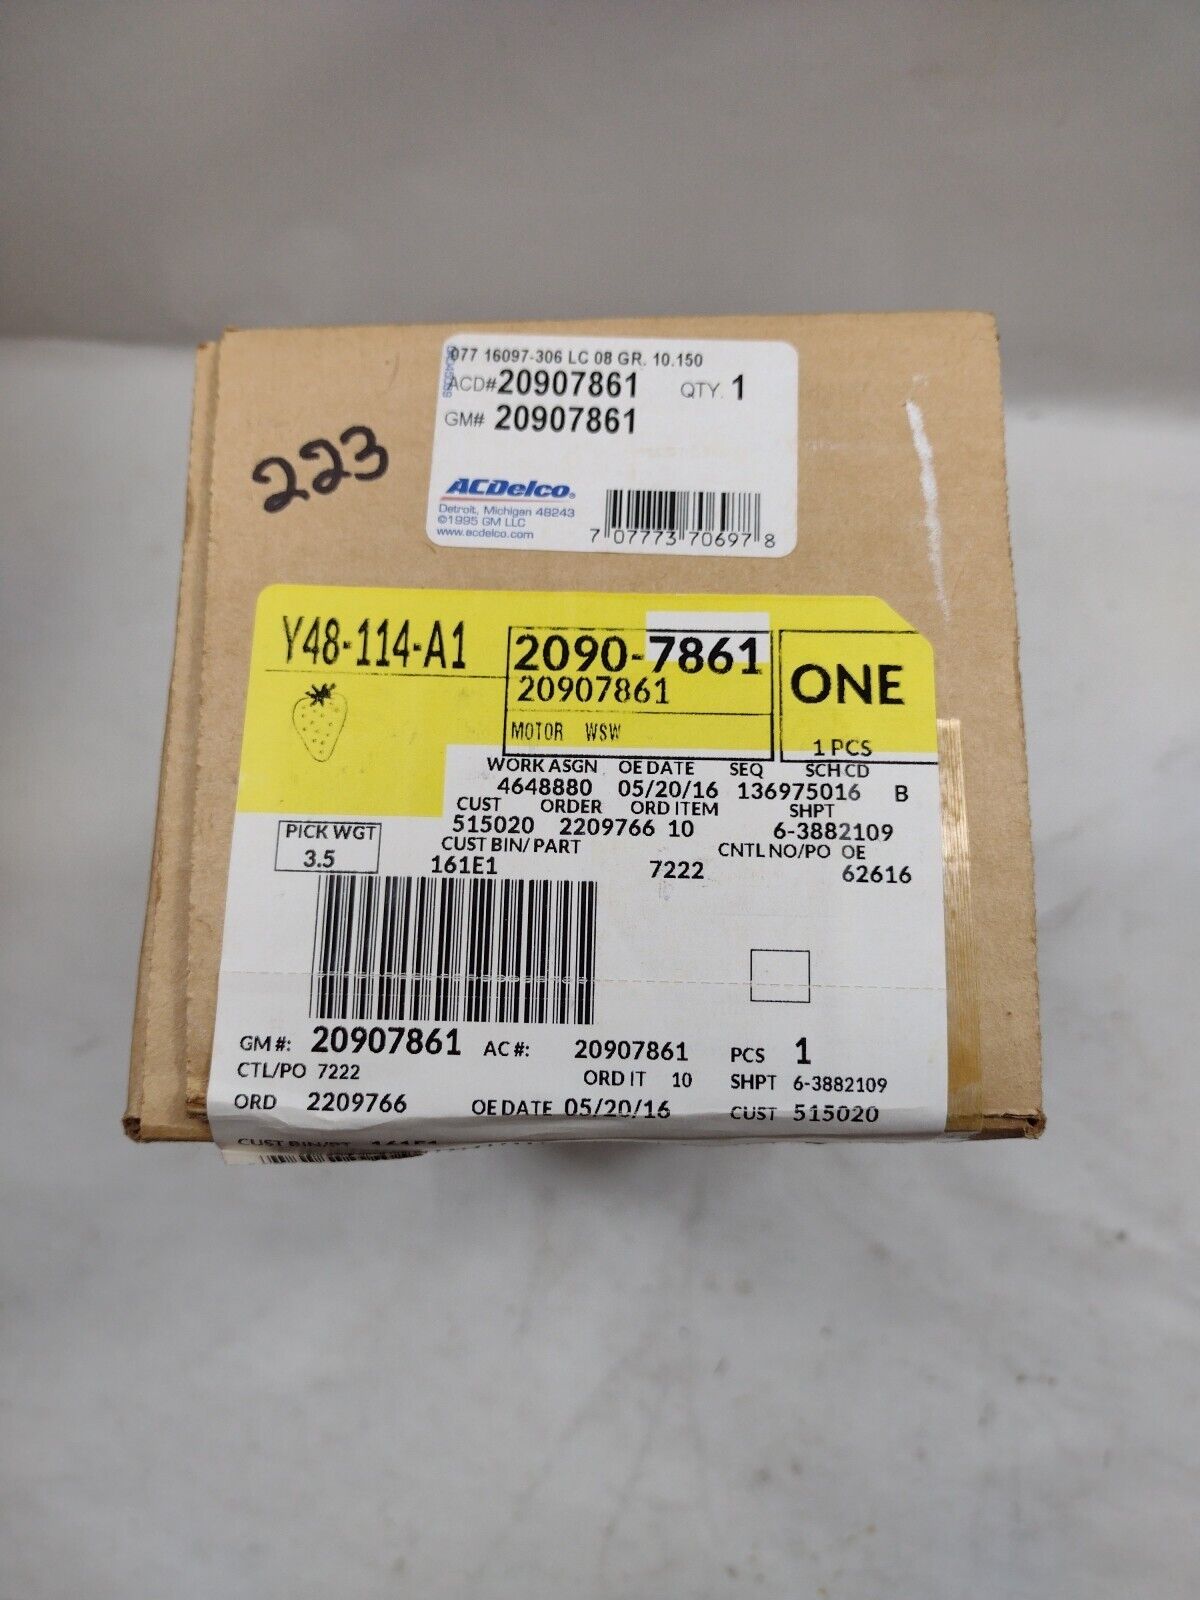 077 16097-306 LC 08 GR. 10.150
ACD# 20907861 QTY. 1
GM# 20907861
223
ACDelco®
Detroit, Michigan 48243
©1995 GM LLC
www.acdelco.com
7 07773 70697 8
Y48-114-A1
2090-7861
20907861
MOTOR WSW
ONE
1 PCS
WORK ASGN OE DATE SEQ SCH CD
4648880 05/20/16 136975016 B
CUST ORDER ORD ITEM SHPT
515020 2209766 10 6-3882109
CUST BIN/PART CNTL NO/PO OE
161E1 7222 62616
PICK WGT
3.5
GM #: 20907861 AC #: 20907861 PCS 1
CTL/PO 7222 ORD IT 10 SHPT 6-3882109
ORD 2209766 OE DATE 05/20/16 CUST 515020
CUST BIN/PT 161E1